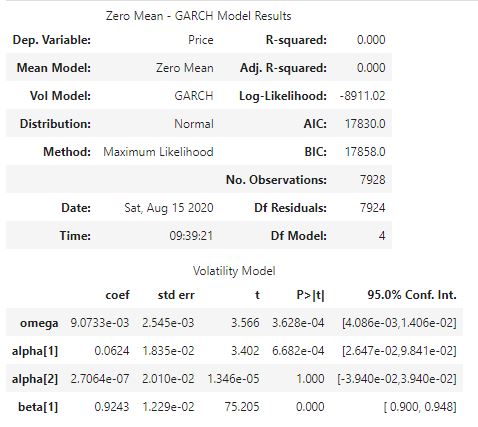 Zero Mean - GARCH Model Results
Dep. Variable: Price R-squared: 0.000
Mean Model: Zero Mean Adj. R-squared: 0.000
Vol Model: GARCH Log-Likelihood: -8911.02
Distribution: Normal AIC: 17830.0
Method: Maximum Likelihood BIC: 17858.0
No. Observations: 7928
Date: Sat, Aug 15 2020 Df Residuals: 7924
Time: 09:39:21 Df Model: 4
Volatility Model
coef std err t P>|t| 95.0% Conf. Int.
omega 9.0733e-03 2.545e-03 3.566 3.628e-04 [4.086e-03,1.406e-02]
alpha[1] 0.0624 1.835e-02 3.402 6.682e-04 [2.647e-02,9.841e-02]
alpha[2] 2.7064e-07 2.010e-02 1.346e-05 1.000 [-3.940e-02,3.940e-02]
beta[1] 0.9243 1.229e-02 75.205 0.000 [ 0.900, 0.948]